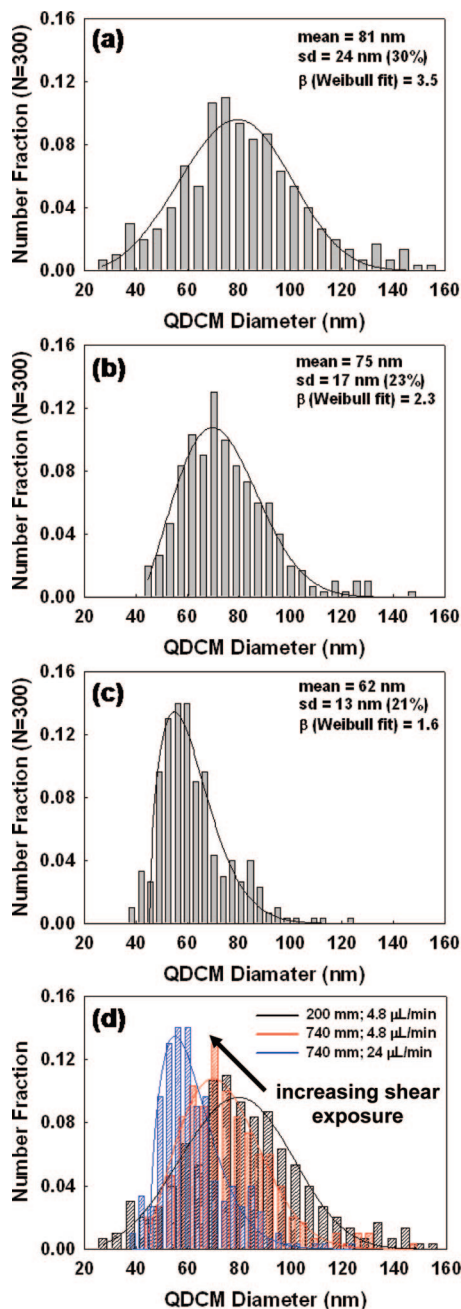 (a)
mean = 81 nm
sd = 24 nm (30%)
β (Weibull fit) = 3.5
Number Fraction (N=300)
0.16
0.12
0.08
0.04
0.00
20 40 60 80 100 120 140 160
QDCM Diameter (nm)
(b)
mean = 75 nm
sd = 17 nm (23%)
β (Weibull fit) = 2.3
Number Fraction (N=300)
0.16
0.12
0.08
0.04
0.00
20 40 60 80 100 120 140 160
QDCM Diameter (nm)
(c)
mean = 62 nm
sd = 13 nm (21%)
β (Weibull fit) = 1.6
Number Fraction (N=300)
0.16
0.12
0.08
0.04
0.00
20 40 60 80 100 120 140 160
QDCM Diamater (nm)
(d)
200 mm; 4.8 µL/min
740 mm; 4.8 µL/min
740 mm; 24 µL/min
increasing shear
exposure
Number Fraction
0.16
0.12
0.08
0.04
0.00
20 40 60 80 100 120 140 160
QDCM Diameter (nm)